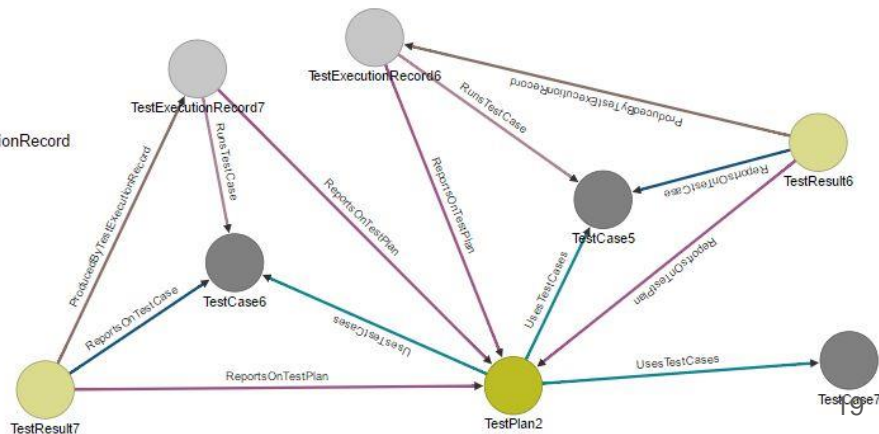 TestExecutionRecord6
TestExecutionRecord7
ProducedByTestExecutionRecord
RunsTestCase
ionRecord
RunsTestCase
ReportsOnTestCase
TestResult6
ProducedByTestExecutionRecord
ReportsOnTestPlan
ReportsOnTestPlan
TestCase5
ReportsOnTestPlan
TestCase6
ReportsOnTestCase
UsesTestCases
UsesTestCases
UsesTestCases
ReportsOnTestPlan
TestCase7
19
TestResult7
TestPlan2